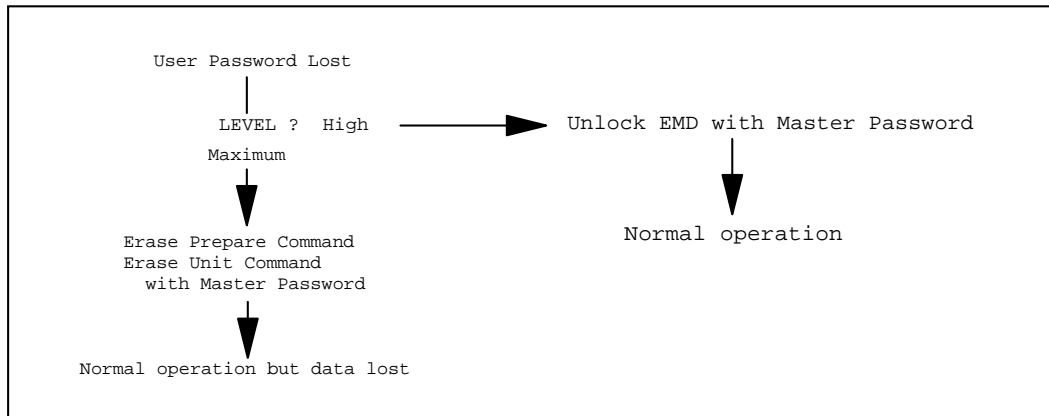 User Password Lost
LEVEL ? High
Maximum
Erase Prepare Command
Erase Unit Command
with Master Password
Normal operation but data lost
Unlock EMD with Master Password
Normal operation